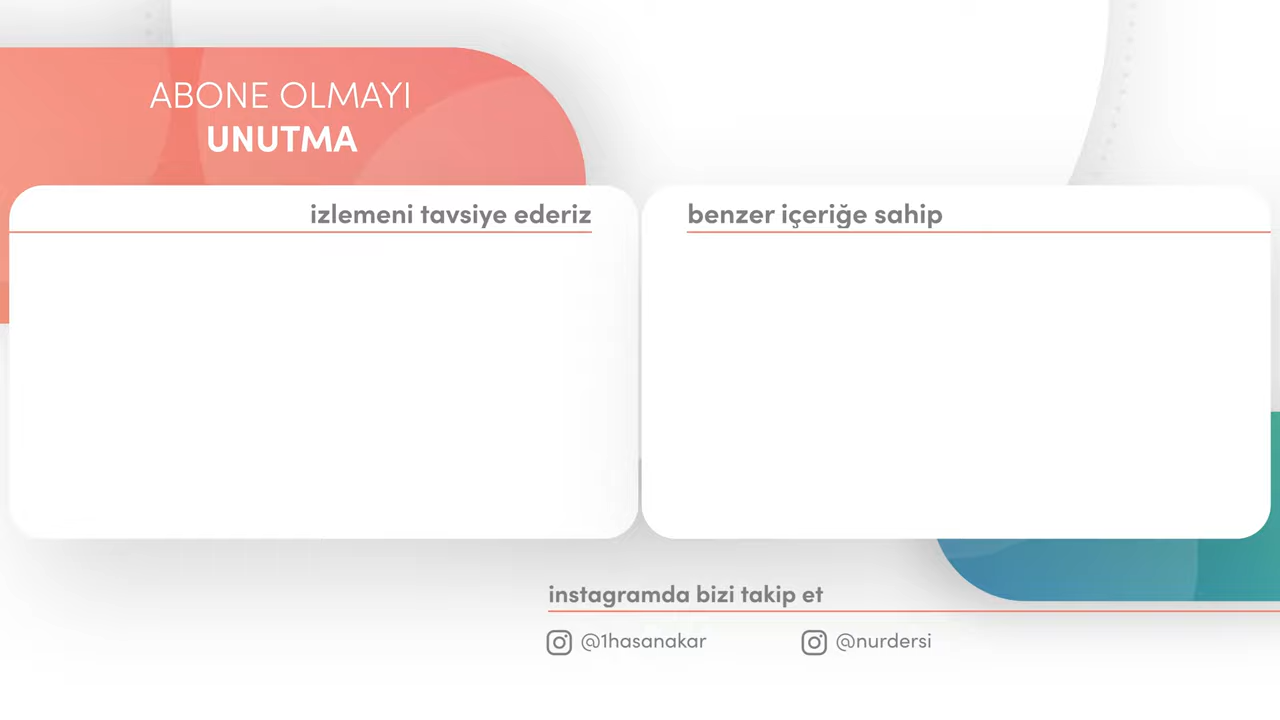 ABONE OLMAYI
UNUTMA
izlemeni tavsiye ederiz
benzer içeriğe sahip
instagramda bizi takip et
@1hasanakar
@nurdersi